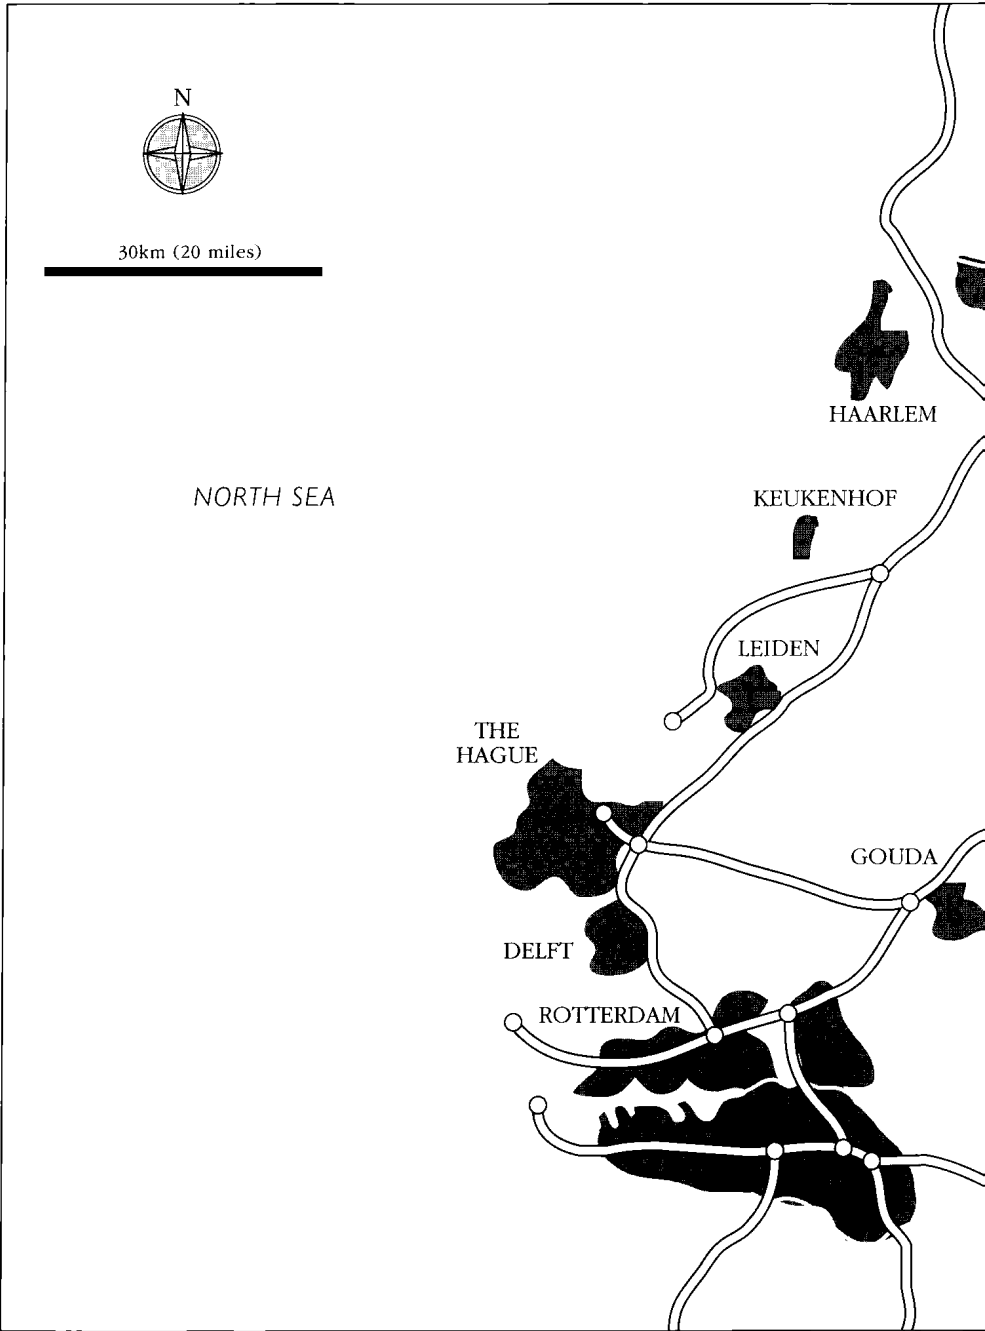 N
30km (20 miles)
HAARLEM
NORTH SEA
KEUKENHOF
LEIDEN
THE
HAGUE
GOUDA
DELFT
ROTTERDAM